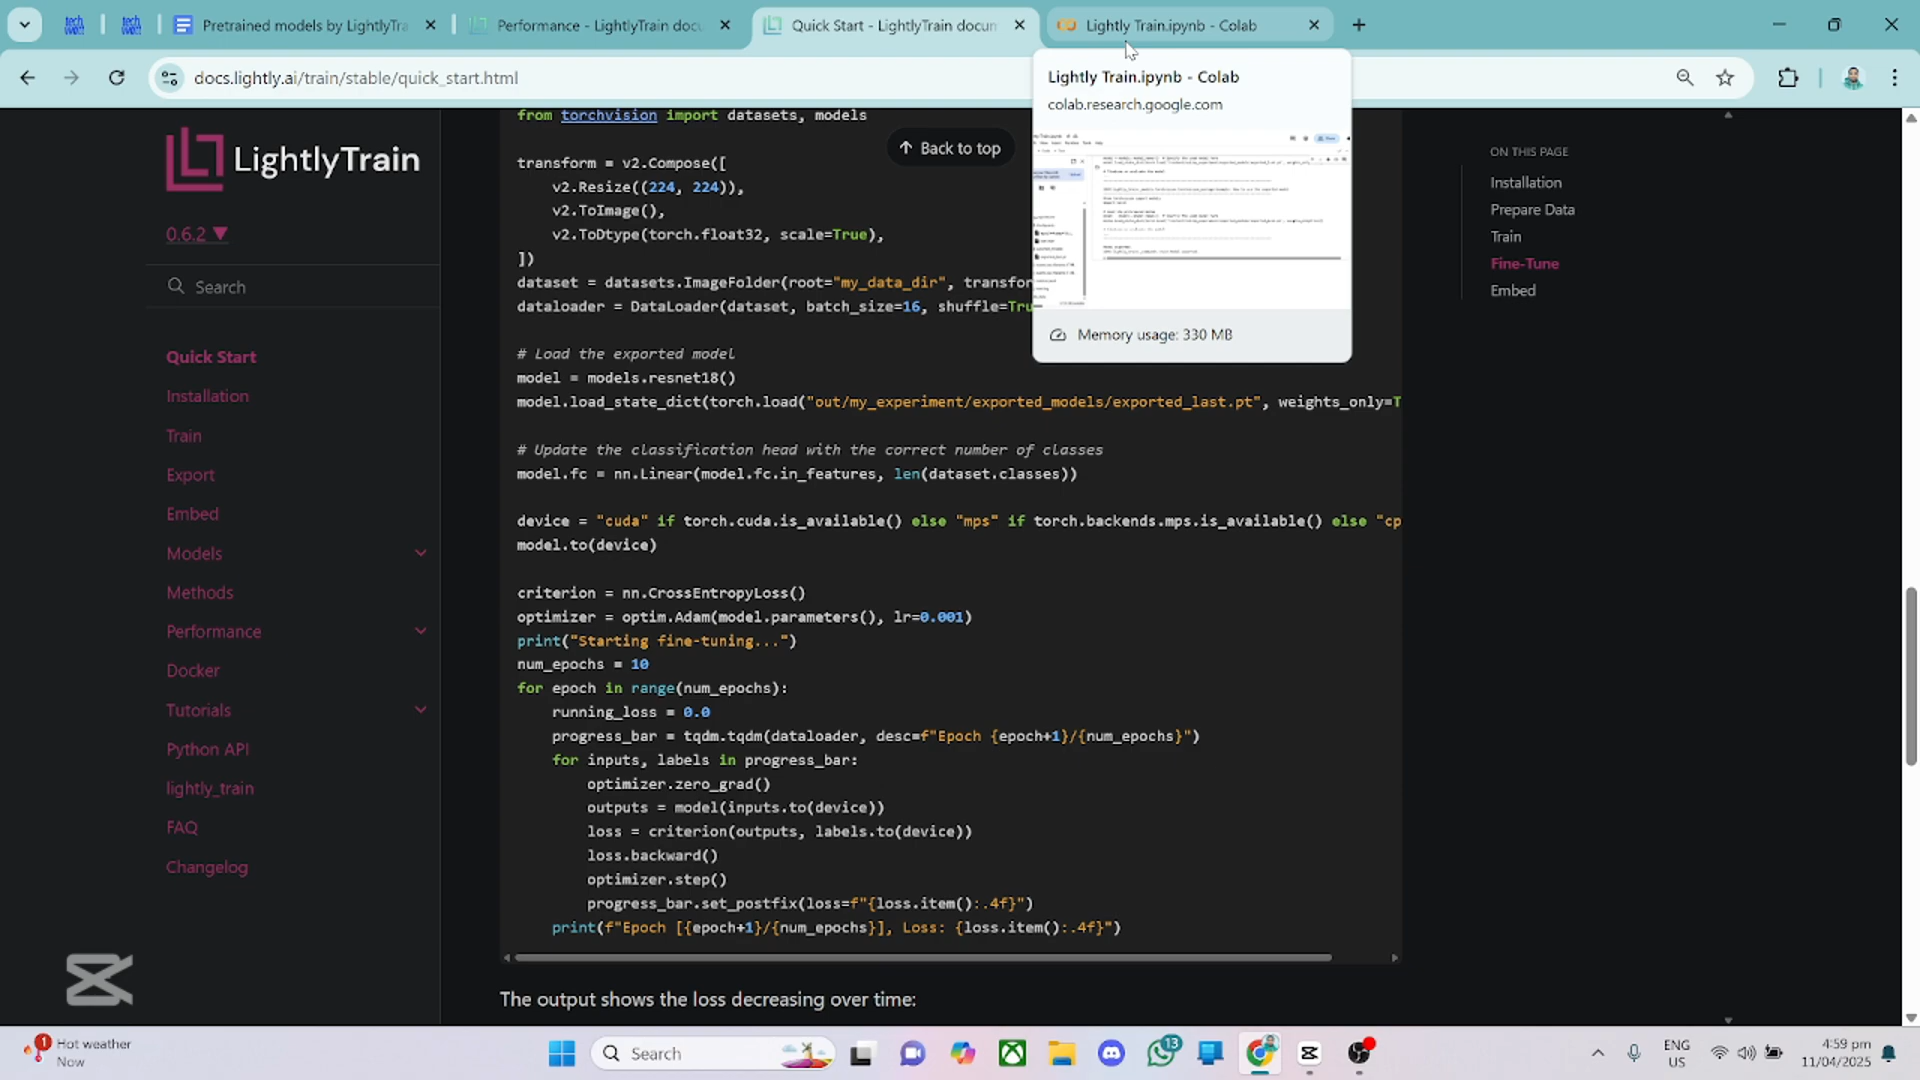 tech
watt
tech
watt
Pretrained models by LightlyTra
Performance - LightlyTrain docu
Quick Start - LightlyTrain docum
Lightly Train.ipynb - Colab
docs.lightly.ai/train/stable/quick_start.html
Lightly Train.ipynb - Colab
colab.research.google.com
Memory usage: 330 MB
LightlyTrain
0.6.2
Search
Quick Start
Installation
Train
Export
Embed
Models
Methods
Performance
Docker
Tutorials
Python API
lightly_train
FAQ
Changelog
Back to top
from torchvision import datasets, models
transform = v2.Compose([
    v2.Resize((224, 224)),
    v2.ToImage(),
    v2.ToDtype(torch.float32, scale=True),
])
dataset = datasets.ImageFolder(root="my_data_dir", transfor
dataloader = DataLoader(dataset, batch_size=16, shuffle=Tru
# Load the exported model
model = models.resnet18()
model.load_state_dict(torch.load("out/my_experiment/exported_models/exported_last.pt", weights_only=T
# Update the classification head with the correct number of classes
model.fc = nn.Linear(model.fc.in_features, len(dataset.classes))
device = "cuda" if torch.cuda.is_available() else "mps" if torch.backends.mps.is_available() else "cp
model.to(device)
criterion = nn.CrossEntropyLoss()
optimizer = optim.Adam(model.parameters(), lr=0.001)
print("Starting fine-tuning...")
num_epochs = 10
for epoch in range(num_epochs):
    running_loss = 0.0
    progress_bar = tqdm.tqdm(dataloader, desc=f"Epoch {epoch+1}/{num_epochs}")
    for inputs, labels in progress_bar:
        optimizer.zero_grad()
        outputs = model(inputs.to(device))
        loss = criterion(outputs, labels.to(device))
        loss.backward()
        optimizer.step()
        progress_bar.set_postfix(loss=f"{loss.item():.4f}")
    print(f"Epoch [{epoch+1}/{num_epochs}], Loss: {loss.item():.4f}")
The output shows the loss decreasing over time:
ON THIS PAGE
Installation
Prepare Data
Train
Fine-Tune
Embed
1
Hot weather
Now
Search
13
ENG
US
4:59 pm
11/04/2025